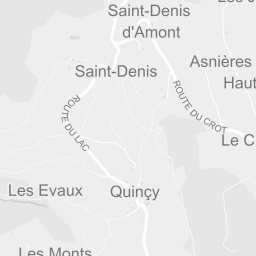 Saint-Denis
d'Amont
Asnières
Haut
Saint-Denis
ROUTE DU LAC
ROUTE DU CROT
Le C
Les Evaux
Quinçy
Les Monts